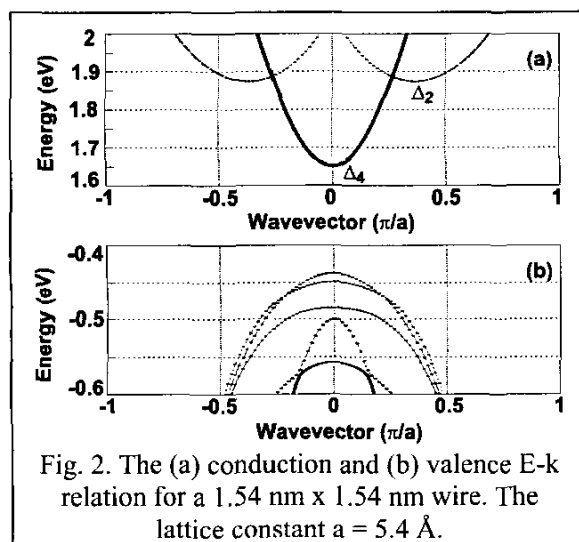 2
(a)
1.9
Energy (eV)
1.8
Δ2
1.7
1.6
Δ4
-1 -0.5 0 0.5 1
Wavevector (π/a)
-0.4
(b)
Energy (eV)
-0.5
-0.6
-1 -0.5 0 0.5 1
Wavevector (π/a)
Fig. 2. The (a) conduction and (b) valence E-k
relation for a 1.54 nm x 1.54 nm wire. The
lattice constant a = 5.4 Å.